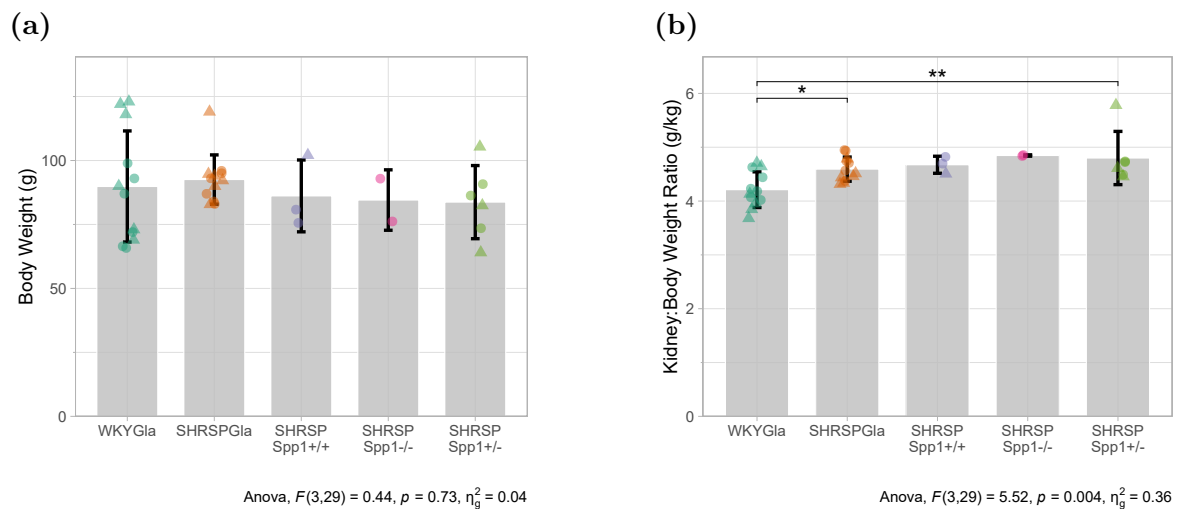 (a)
Body Weight (g)
100
50
0
WKYGla SHRSPGla SHRSP Spp1+/+ SHRSP Spp1-/- SHRSP Spp1+/-
Anova, F(3,29) = 0.44, p = 0.73, η²g = 0.04
(b)
Kidney:Body Weight Ratio (g/kg)
**
*
6
4
2
0
WKYGla SHRSPGla SHRSP Spp1+/+ SHRSP Spp1-/- SHRSP Spp1+/-
Anova, F(3,29) = 5.52, p = 0.004, η²g = 0.36